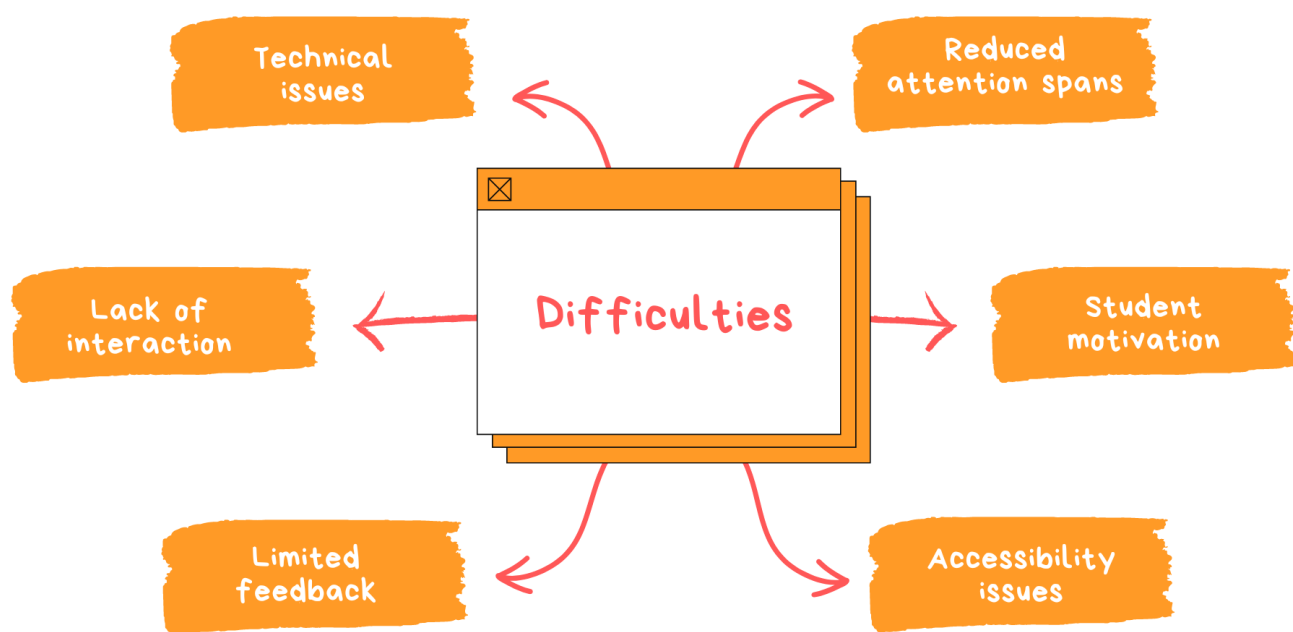 Technical
issues
Reduced
attention spans
Lack of
interaction
Difficulties
Student
motivation
Limited
feedback
Accessibility
issues